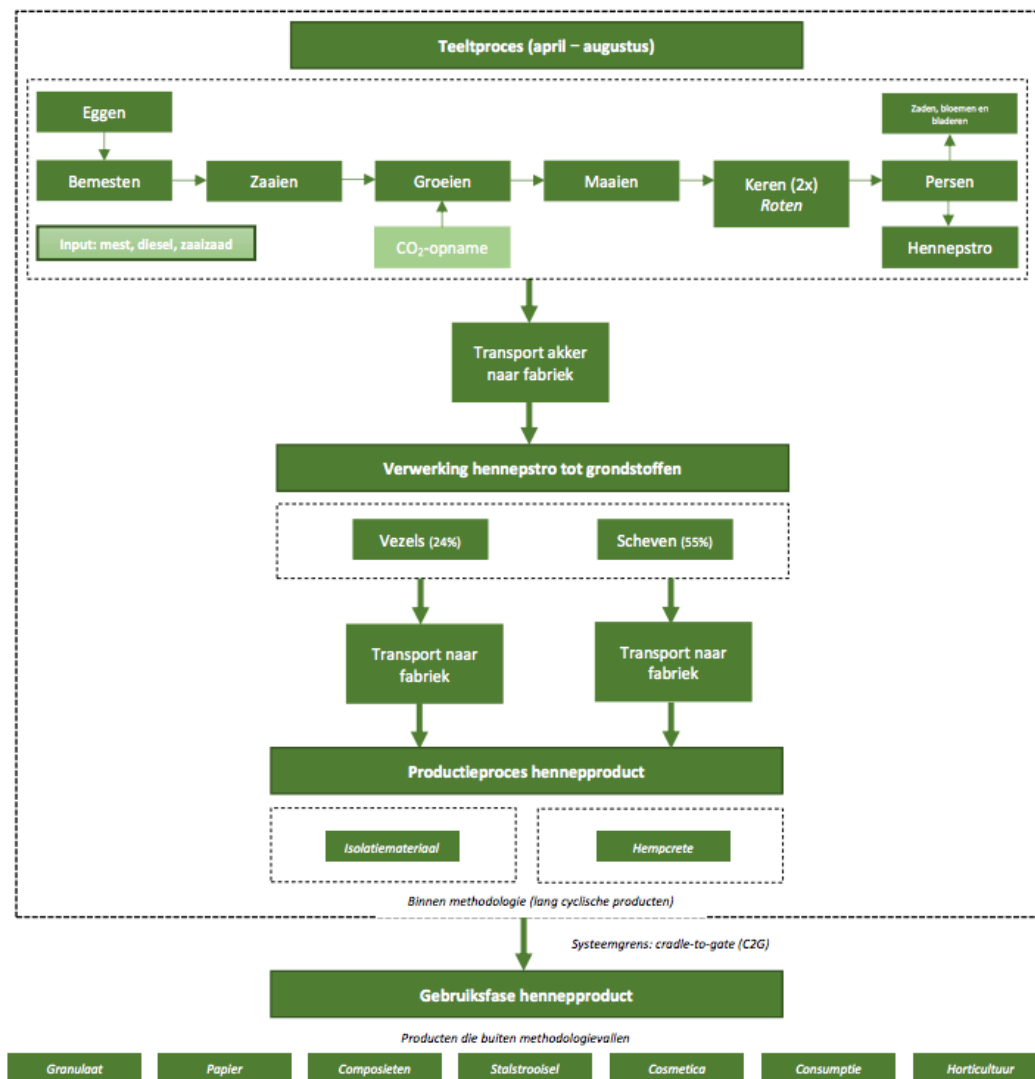 Teeltproces (april – augustus)
Eggen
Zaden, bloemen en
bladeren
Bemesten
Zaaien
Groeien
Maaien
Keren (2x)
Roten
Persen
Input: mest, diesel, zaaizaad
CO₂-opname
Hennepstro
Transport akker
naar fabriek
Verwerking hennepstro tot grondstoffen
Vezels (24%)
Scheven (55%)
Transport naar
fabriek
Transport naar
fabriek
Productieproces hennepproduct
Isolatiemateriaal
Hempcrete
Binnen methodologie (lang cyclische producten)
Systeemgrens: cradle-to-gate (C2G)
Gebruiksfase hennepproduct
Producten die buiten methodologievallen
Granulaat
Papier
Composieten
Stalstrooisel
Cosmetica
Consumptie
Horticultuur